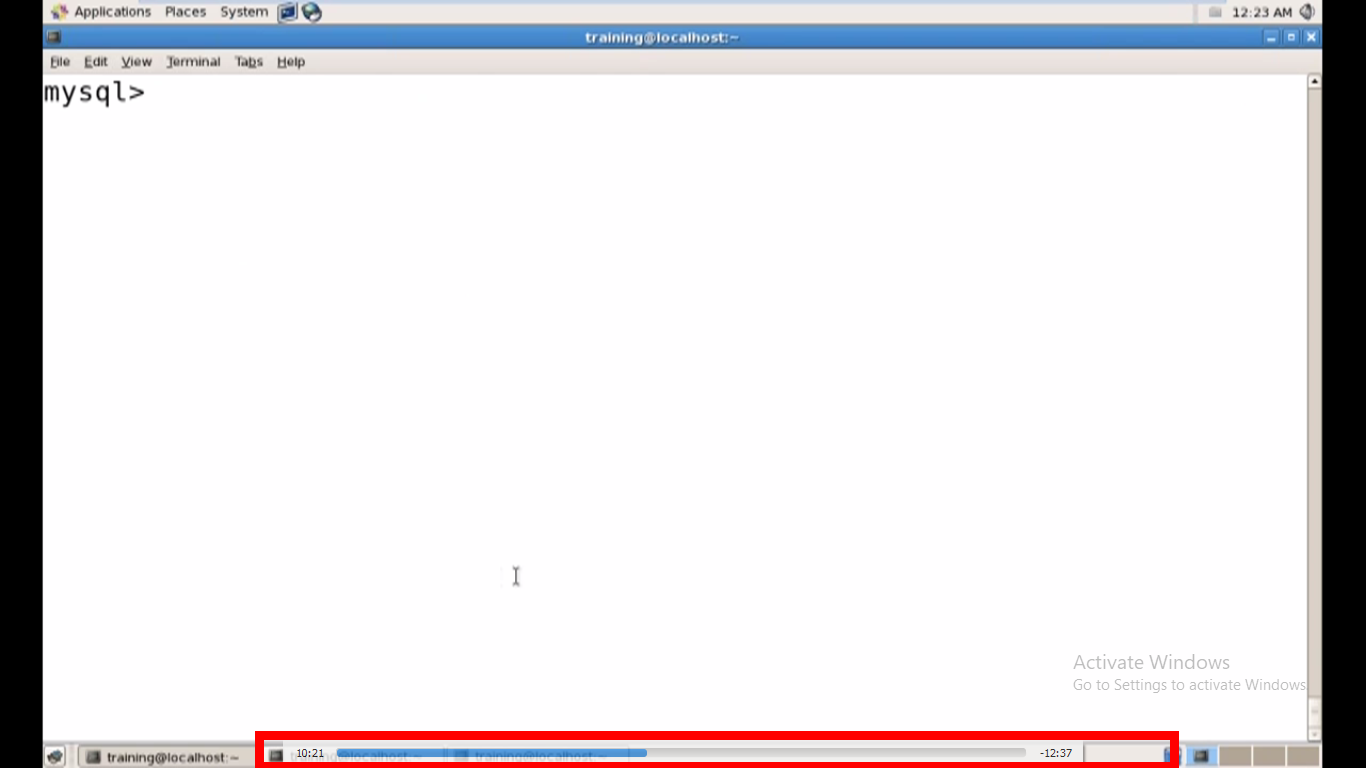 Applications Places System 12:23 AM
training@localhost:~
File Edit View Terminal Tabs Help
mysql>
Activate Windows
Go to Settings to activate Windows
training@localhost:~ training@localhost:~ training@localhost:~
10:21 -12:37